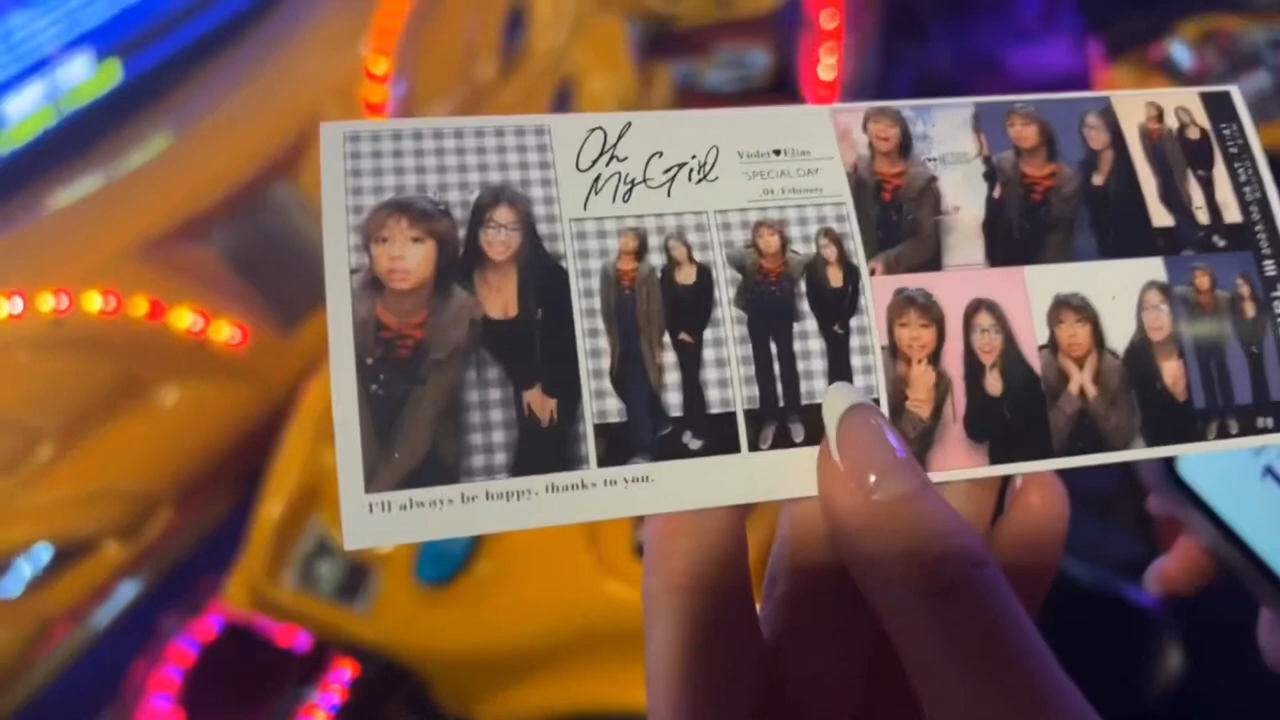 Oh
My Girl
Violet♥Elias
SPECIAL DAY
.04. February
I'll always be happy, thanks to you.